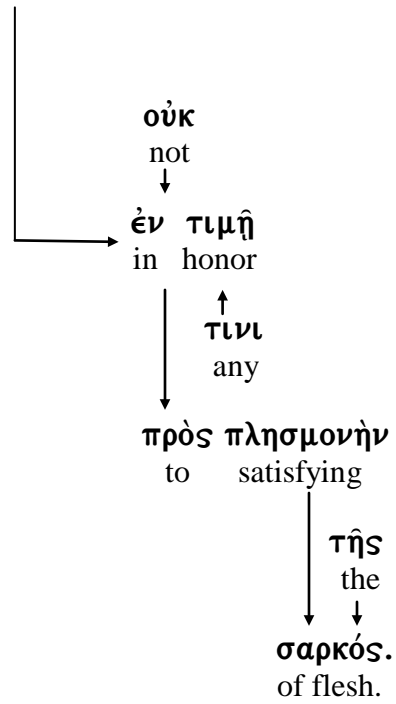 οὐκ
not
ἐν τιμῇ
in honor
τινι
any
πρὸς πλησμονὴν
to satisfying
τῆς
the
σαρκός.
of flesh.